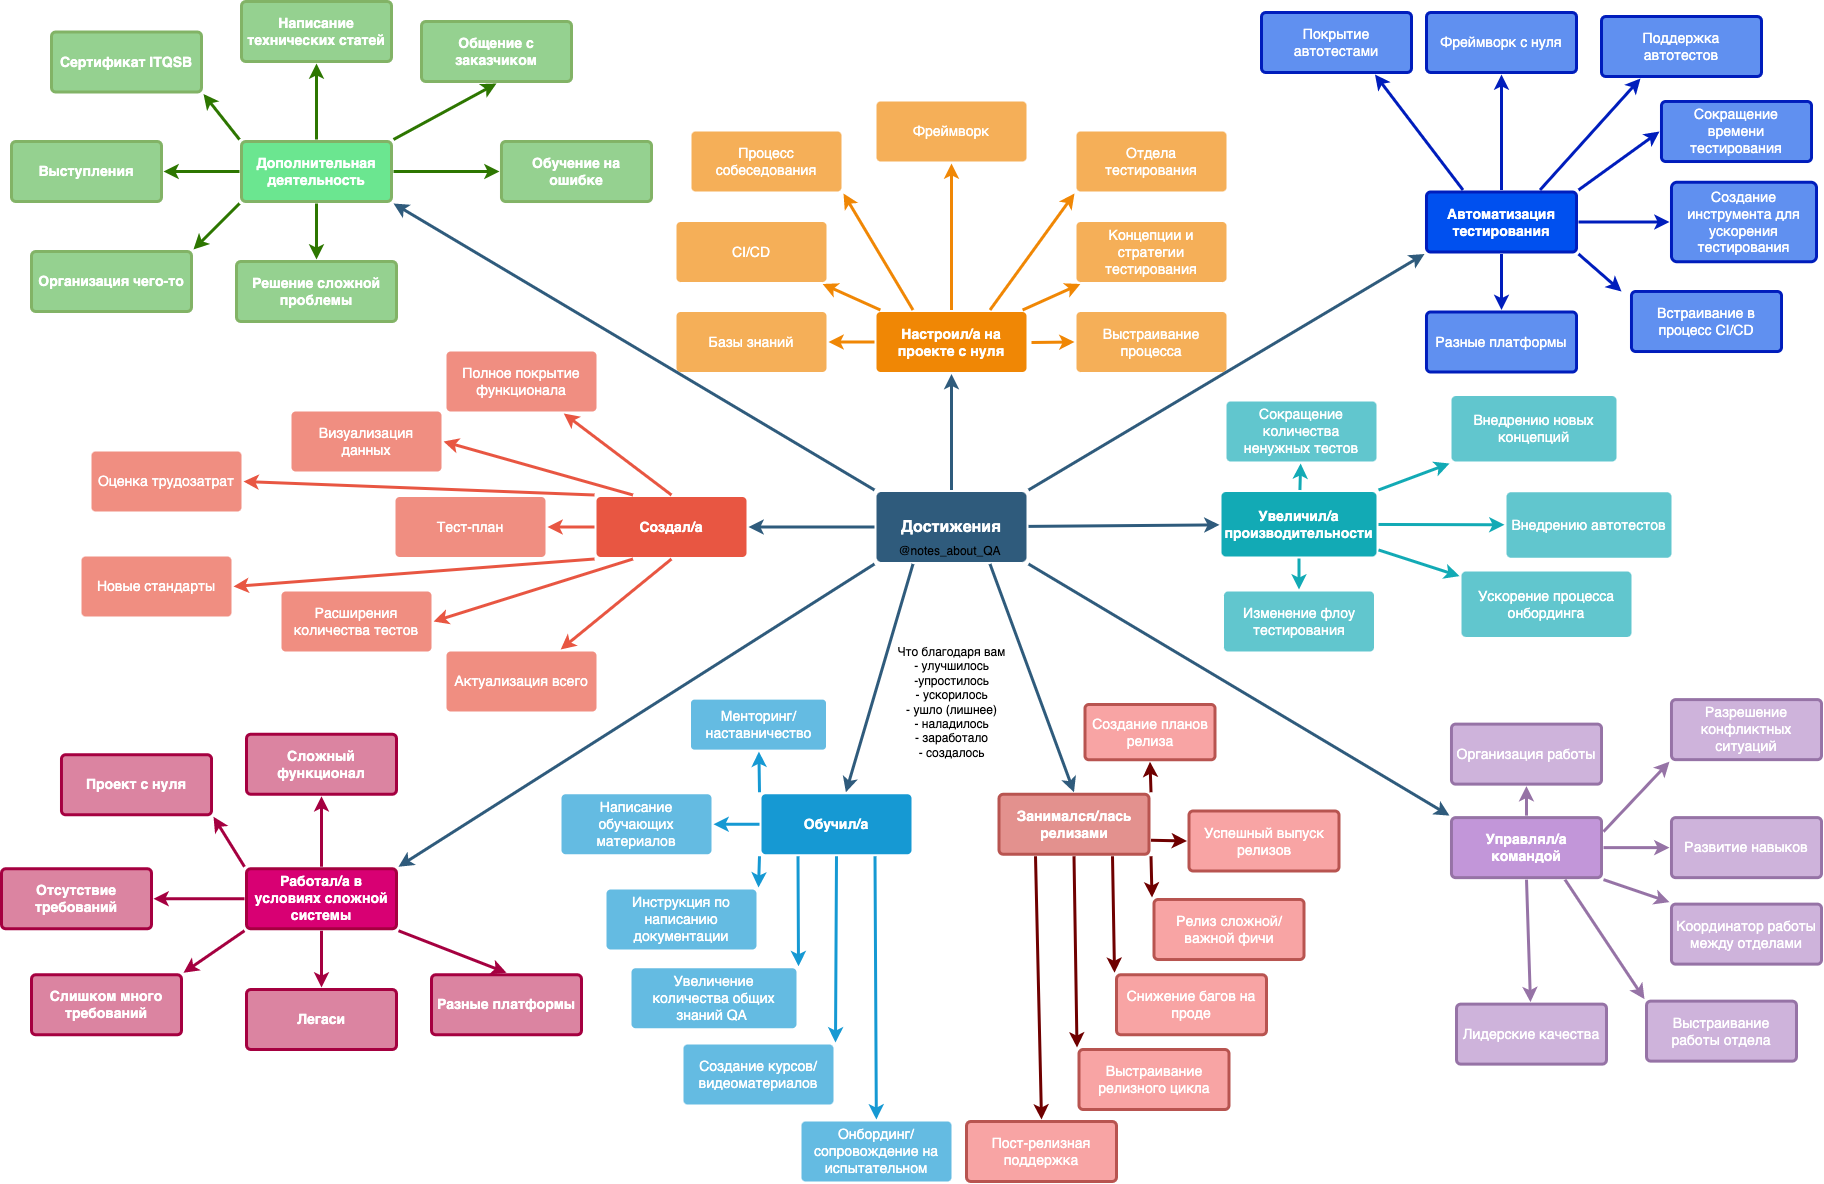 Написание
технических статей
Сертификат ITQSB
Общение с
заказчиком
Выступления
Дополнительная
деятельность
Обучение на
ошибке
Организация чего-то
Решение сложной
проблемы
Фреймворк
Процесс
собеседования
Отдела
тестирования
CI/CD
Концепции и
стратегии
тестирования
Базы знаний
Настроил/а на
проекте с нуля
Выстраивание
процесса
Покрытие
автотестами
Фреймворк с нуля
Поддержка
автотестов
Сокращение
времени
тестирования
Автоматизация
тестирования
Создание
инструмента для
ускорения
тестирования
Разные платформы
Встраивание в
процесс CI/CD
Полное покрытие
функционала
Визуализация
данных
Оценка трудозатрат
Тест-план
Создал/а
Новые стандарты
Расширения
количества тестов
Актуализация всего
Достижения
@notes_about_QA
Сокращение
количества
ненужных тестов
Внедрению новых
концепций
Увеличил/а
производительности
Внедрению автотестов
Изменение флоу
тестирования
Ускорение процесса
онбординга
Что благодаря вам
- улучшилось
-упростилось
- ускорилось
- ушло (лишнее)
- наладилось
- заработало
- создалось
Сложный
функционал
Проект с нуля
Отсутствие
требований
Работал/а в
условиях сложной
системы
Слишком много
требований
Легаси
Разные платформы
Менторинг/
наставничество
Написание
обучающих
материалов
Обучил/а
Инструкция по
написанию
документации
Увеличение
количества общих
знаний QA
Создание курсов/
видеоматериалов
Онбординг/
сопровождение на
испытательном
Создание планов
релиза
Занимался/лась
релизами
Успешный выпуск
релизов
Релиз сложной/
важной фичи
Снижение багов на
проде
Выстраивание
релизного цикла
Пост-релизная
поддержка
Организация работы
Разрешение
конфликтных
ситуаций
Управлял/а
командой
Развитие навыков
Координатор работы
между отделами
Лидерские качества
Выстраивание
работы отдела